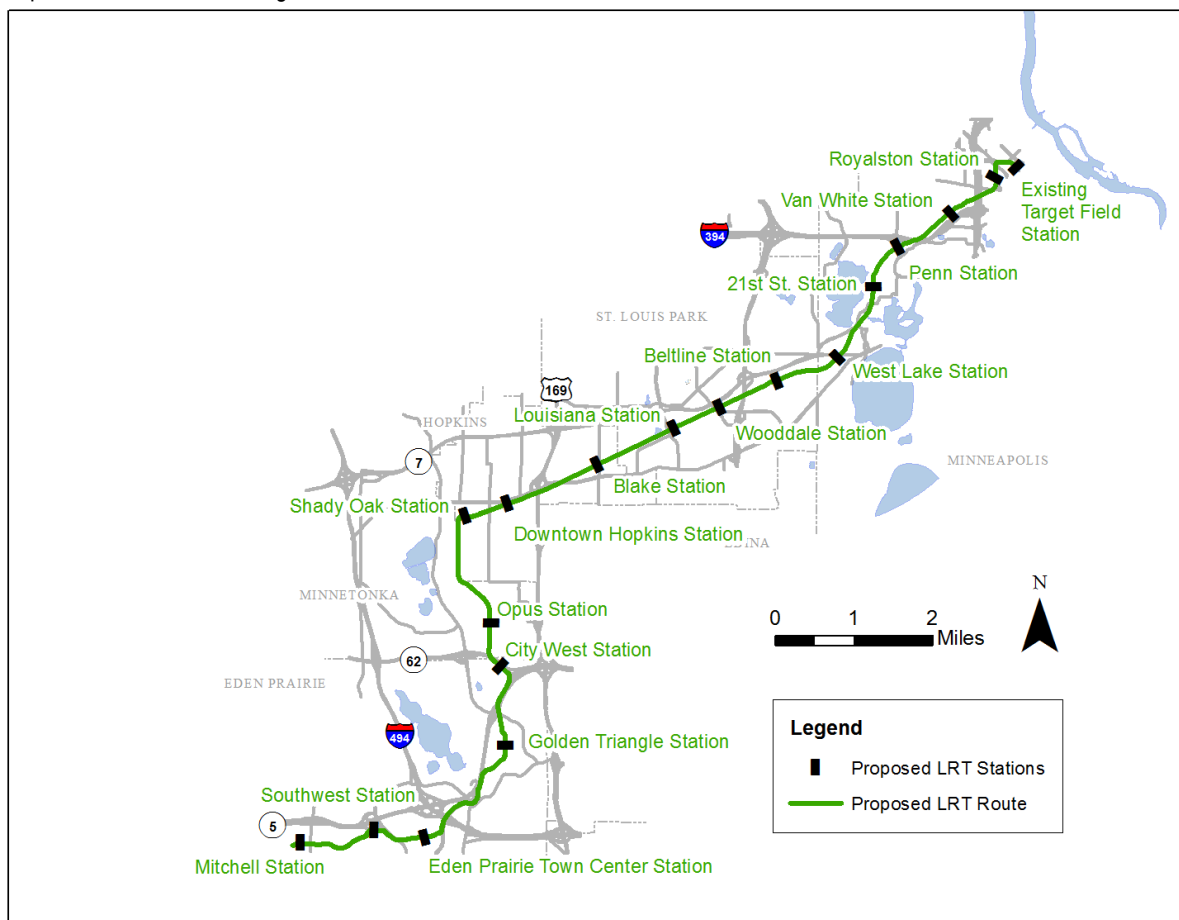 Royalston Station
Van White Station
Existing
Target Field
Station
394
Penn Station
21st St. Station
ST. LOUIS PARK
Beltline Station
West Lake Station
169
Louisiana Station
HOPKINS
Wooddale Station
7
MINNEAPOLIS
Blake Station
Shady Oak Station
Downtown Hopkins Station
MINNETONKA
N
Opus Station
0 1 2
Miles
City West Station
62
EDEN PRAIRIE
494
Golden Triangle Station
Legend
Proposed LRT Stations
Proposed LRT Route
Southwest Station
5
Mitchell Station
Eden Prairie Town Center Station